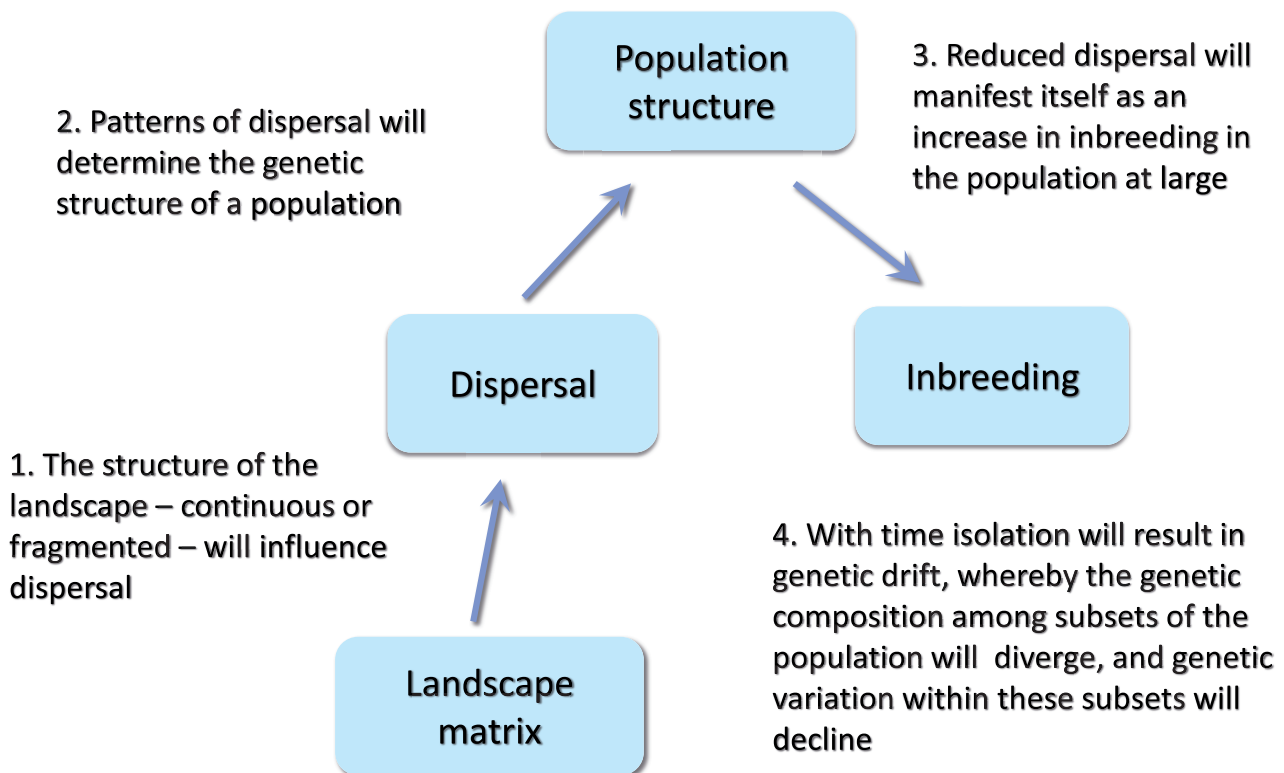 Population
structure
3. Reduced dispersal will
manifest itself as an
increase in inbreeding in
the population at large
2. Patterns of dispersal will
determine the genetic
structure of a population
Dispersal
Inbreeding
1. The structure of the
landscape – continuous or
fragmented – will influence
dispersal
4. With time isolation will result in
genetic drift, whereby the genetic
composition among subsets of the
population will  diverge, and genetic
variation within these subsets will
decline
Landscape
matrix